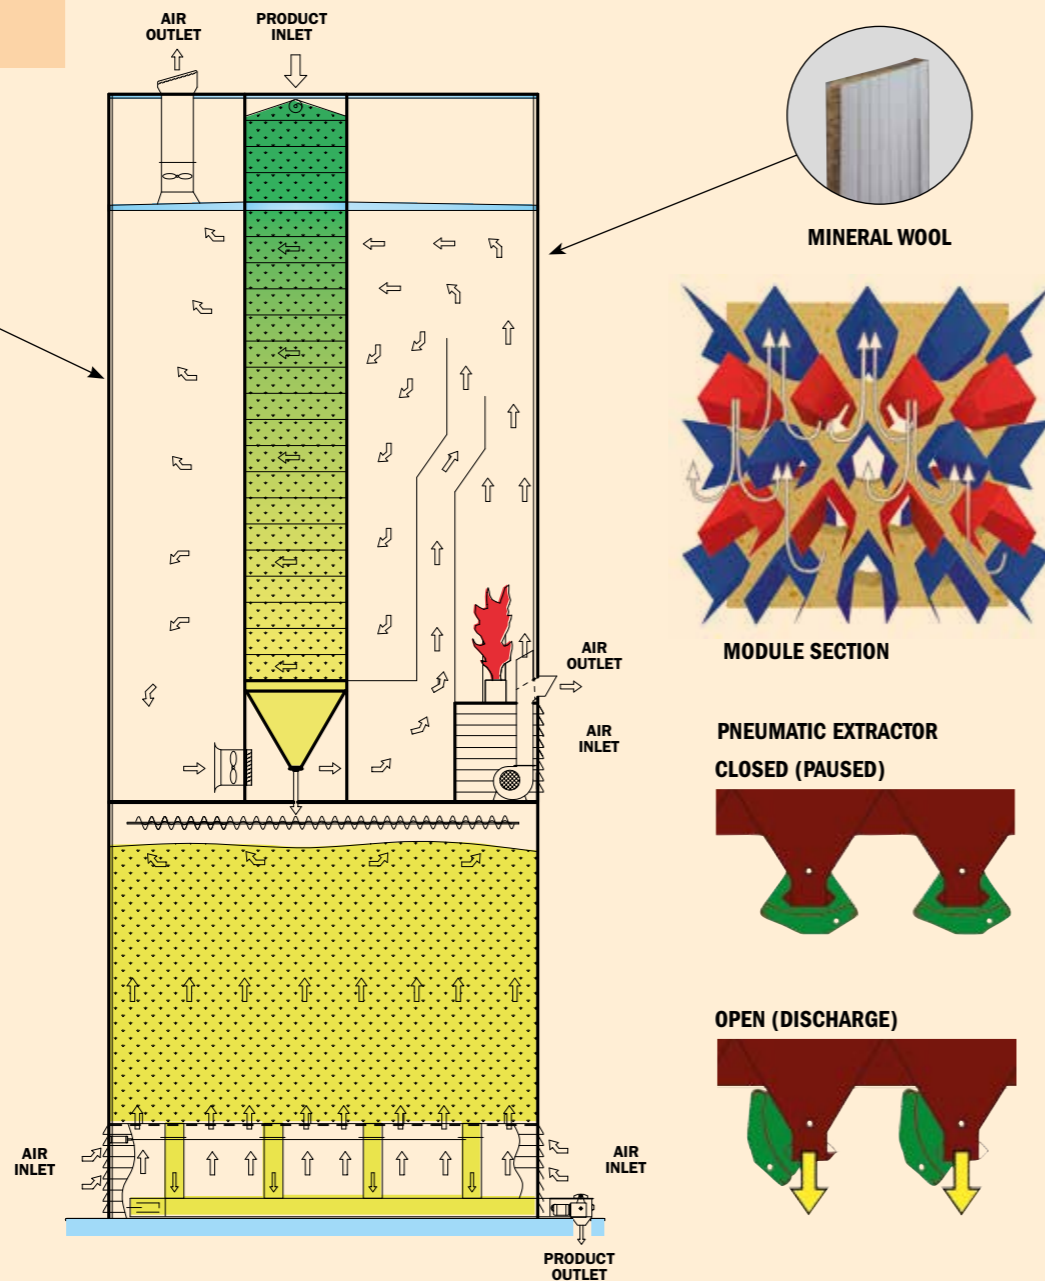 AIR
OUTLET
PRODUCT
INLET
MINERAL WOOL
MODULE SECTION
AIR
OUTLET
AIR
INLET
PNEUMATIC EXTRACTOR
CLOSED (PAUSED)
OPEN (DISCHARGE)
AIR
INLET
AIR
INLET
PRODUCT
OUTLET